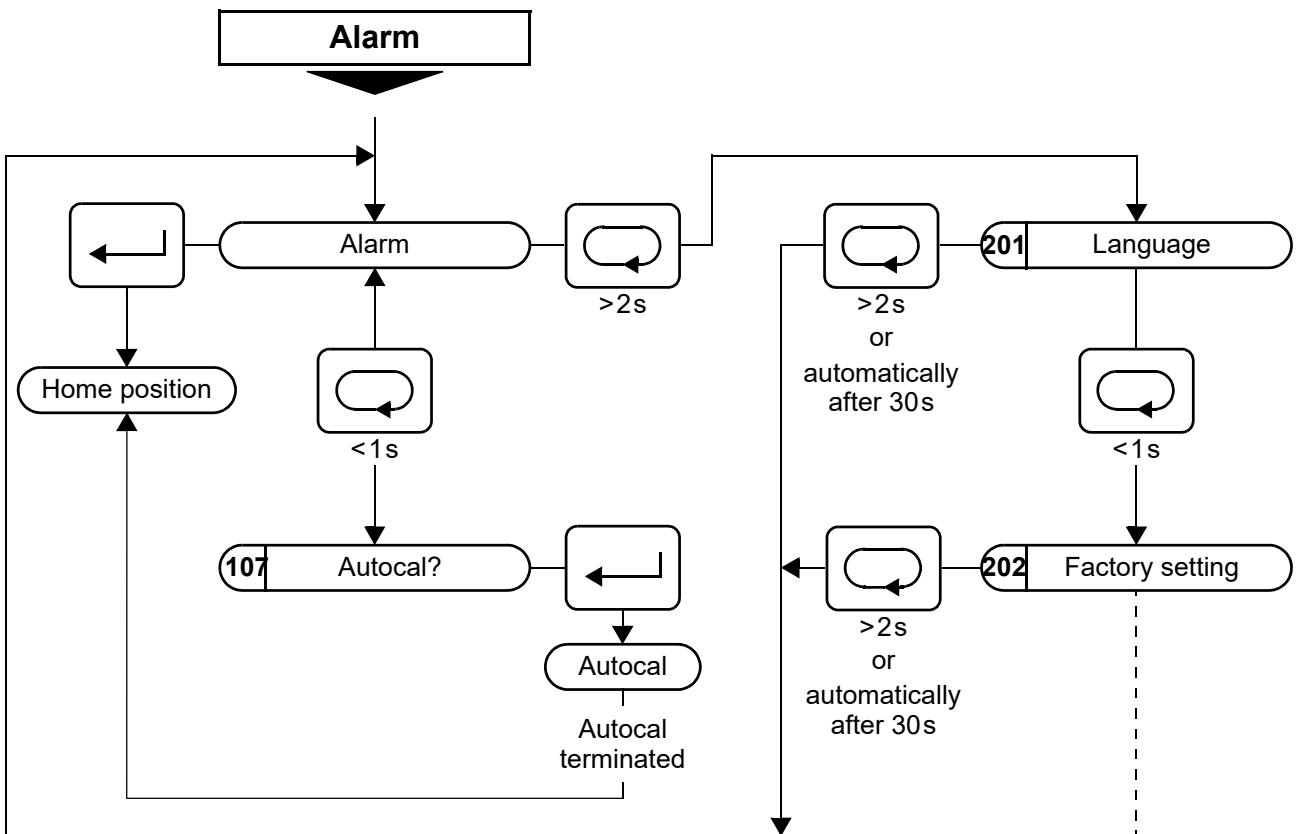 Alarm
Alarm
>2s
201 Language
>2s
or
automatically
after 30s
Home position
<1s
<1s
107 Autocal?
202 Factory setting
>2s
or
automatically
after 30s
Autocal
Autocal
terminated